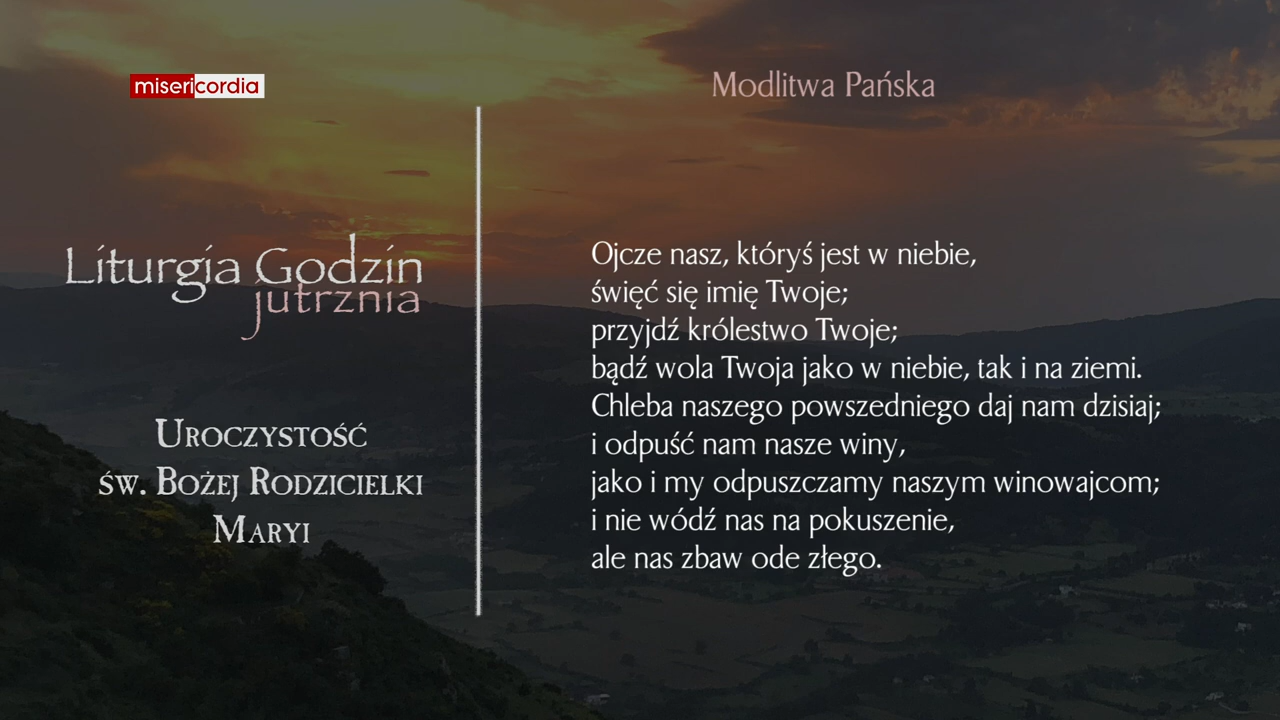 misericordia
Liturgia Godzin
jutrznia
Uroczystość
św. Bożej Rodzicielki
Maryi
Modlitwa Pańska
Ojcze nasz, któryś jest w niebie,
święć się imię Twoje;
przyjdź królestwo Twoje;
bądź wola Twoja jako w niebie, tak i na ziemi.
Chleba naszego powszedniego daj nam dzisiaj;
i odpuść nam nasze winy,
jako i my odpuszczamy naszym winowajcom;
i nie wódź nas na pokuszenie,
ale nas zbaw ode złego.